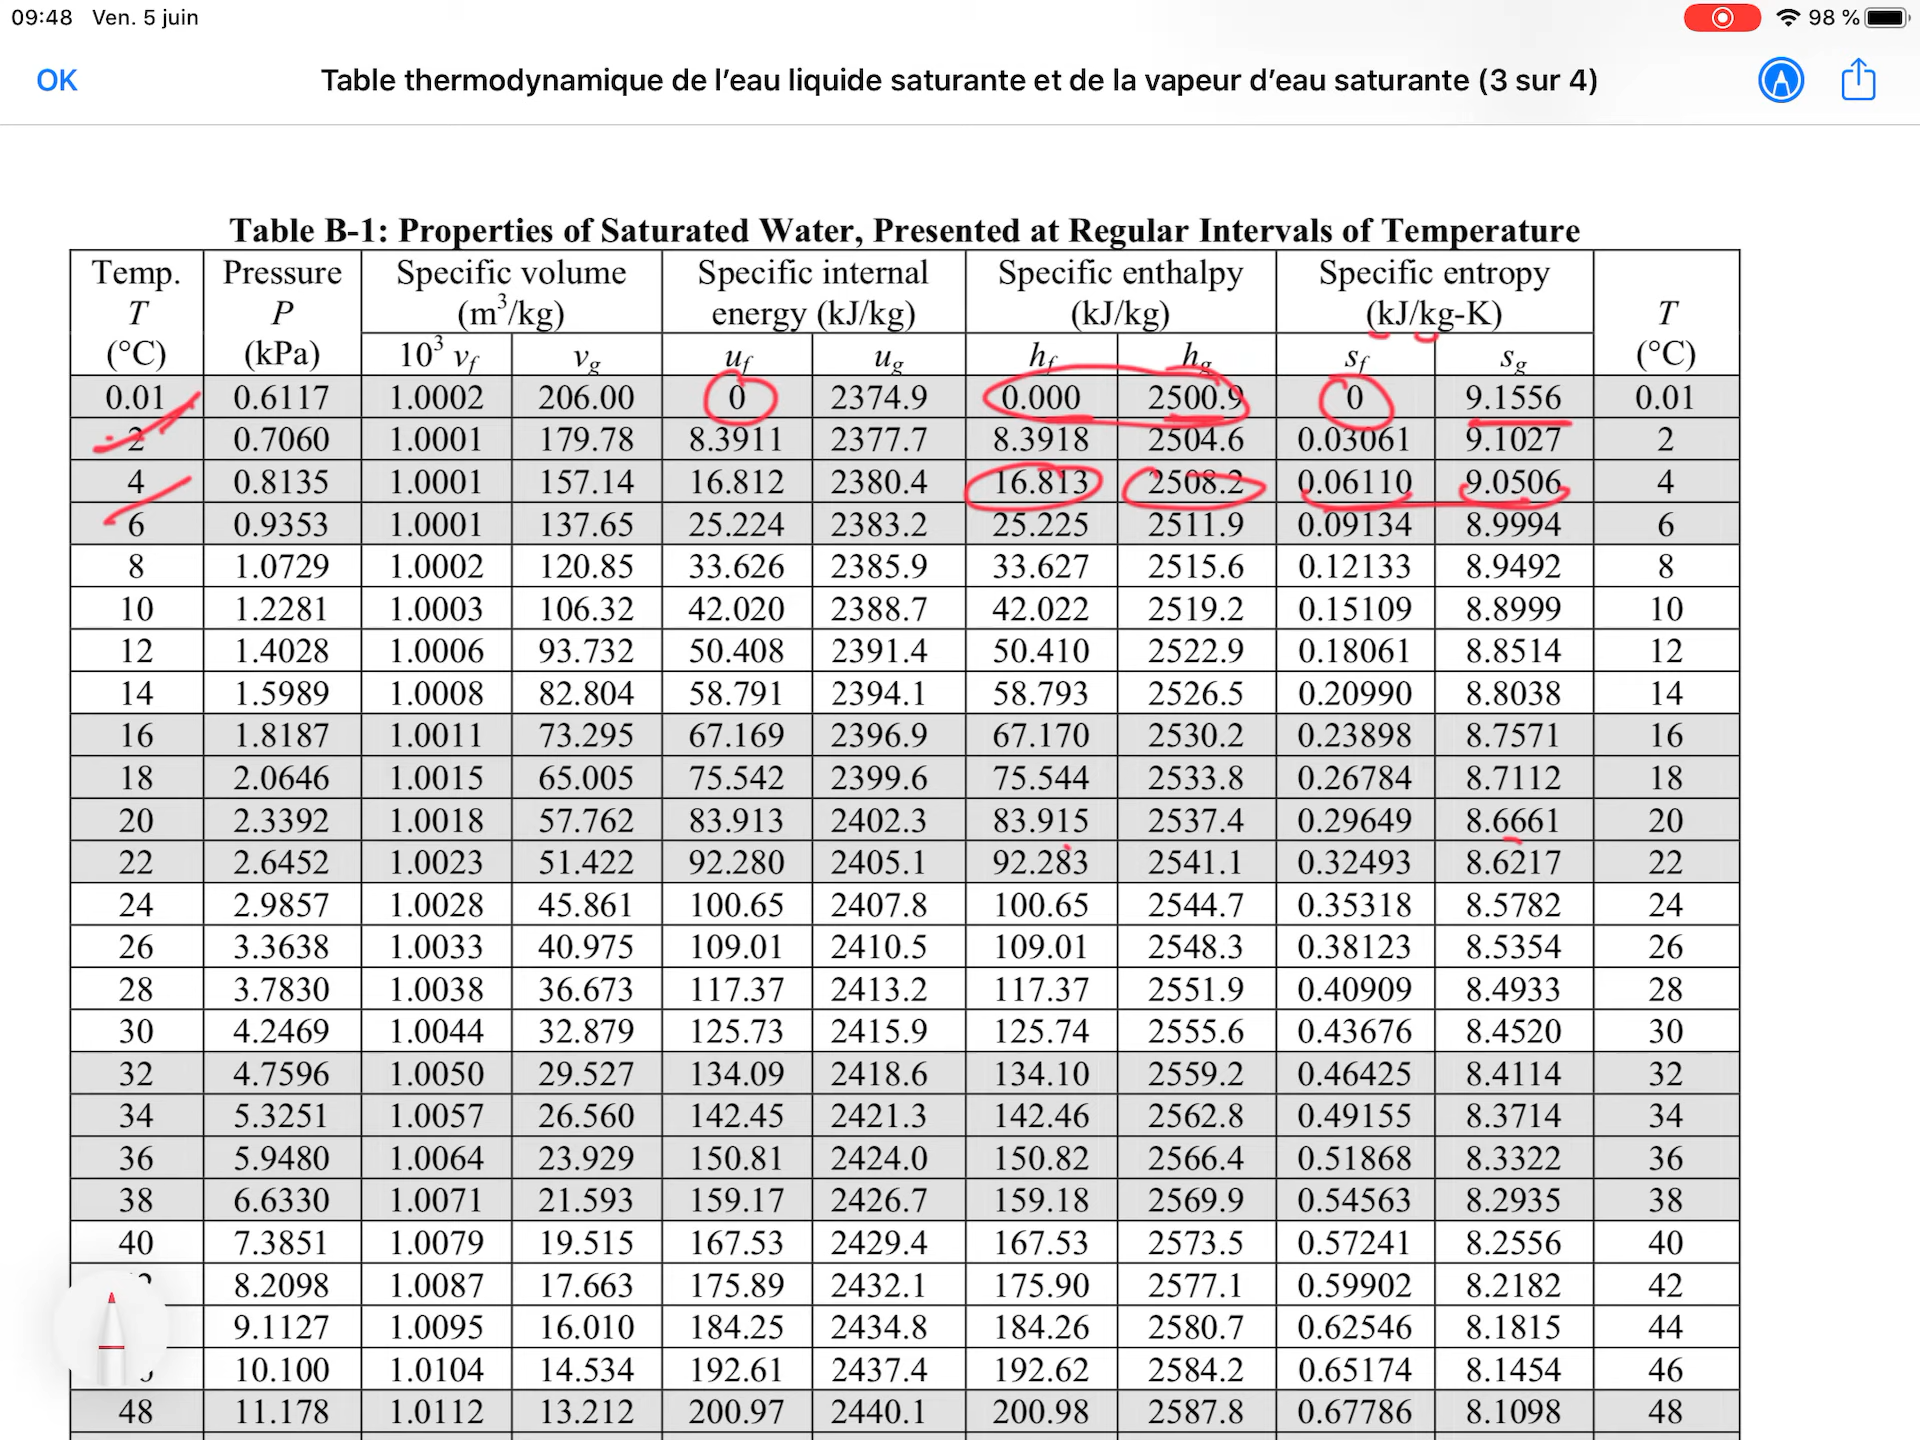 09:48 Ven. 5 juin 98 %
OK Table thermodynamique de l’eau liquide saturante et de la vapeur d’eau saturante (3 sur 4)
Table B-1: Properties of Saturated Water, Presented at Regular Intervals of Temperature
Temp. Pressure Specific volume Specific internal Specific enthalpy Specific entropy
T P (m³/kg) energy (kJ/kg) (kJ/kg) (kJ/kg-K) T
(°C) (kPa) 10³ vf vg uf ug hf hg sf sg (°C)
0.01 0.6117 1.0002 206.00 0 2374.9 0.000 2500.9 0 9.1556 0.01
2 0.7060 1.0001 179.78 8.3911 2377.7 8.3918 2504.6 0.03061 9.1027 2
4 0.8135 1.0001 157.14 16.812 2380.4 16.813 2508.2 0.06110 9.0506 4
6 0.9353 1.0001 137.65 25.224 2383.2 25.225 2511.9 0.09134 8.9994 6
8 1.0729 1.0002 120.85 33.626 2385.9 33.627 2515.6 0.12133 8.9492 8
10 1.2281 1.0003 106.32 42.020 2388.7 42.022 2519.2 0.15109 8.8999 10
12 1.4028 1.0006 93.732 50.408 2391.4 50.410 2522.9 0.18061 8.8514 12
14 1.5989 1.0008 82.804 58.791 2394.1 58.793 2526.5 0.20990 8.8038 14
16 1.8187 1.0011 73.295 67.169 2396.9 67.170 2530.2 0.23898 8.7571 16
18 2.0646 1.0015 65.005 75.542 2399.6 75.544 2533.8 0.26784 8.7112 18
20 2.3392 1.0018 57.762 83.913 2402.3 83.915 2537.4 0.29649 8.6661 20
22 2.6452 1.0023 51.422 92.280 2405.1 92.283 2541.1 0.32493 8.6217 22
24 2.9857 1.0028 45.861 100.65 2407.8 100.65 2544.7 0.35318 8.5782 24
26 3.3638 1.0033 40.975 109.01 2410.5 109.01 2548.3 0.38123 8.5354 26
28 3.7830 1.0038 36.673 117.37 2413.2 117.37 2551.9 0.40909 8.4933 28
30 4.2469 1.0044 32.879 125.73 2415.9 125.74 2555.6 0.43676 8.4520 30
32 4.7596 1.0050 29.527 134.09 2418.6 134.10 2559.2 0.46425 8.4114 32
34 5.3251 1.0057 26.560 142.45 2421.3 142.46 2562.8 0.49155 8.3714 34
36 5.9480 1.0064 23.929 150.81 2424.0 150.82 2566.4 0.51868 8.3322 36
38 6.6330 1.0071 21.593 159.17 2426.7 159.18 2569.9 0.54563 8.2935 38
40 7.3851 1.0079 19.515 167.53 2429.4 167.53 2573.5 0.57241 8.2556 40
8.2098 1.0087 17.663 175.89 2432.1 175.90 2577.1 0.59902 8.2182 42
9.1127 1.0095 16.010 184.25 2434.8 184.26 2580.7 0.62546 8.1815 44
10.100 1.0104 14.534 192.61 2437.4 192.62 2584.2 0.65174 8.1454 46
48 11.178 1.0112 13.212 200.97 2440.1 200.98 2587.8 0.67786 8.1098 48